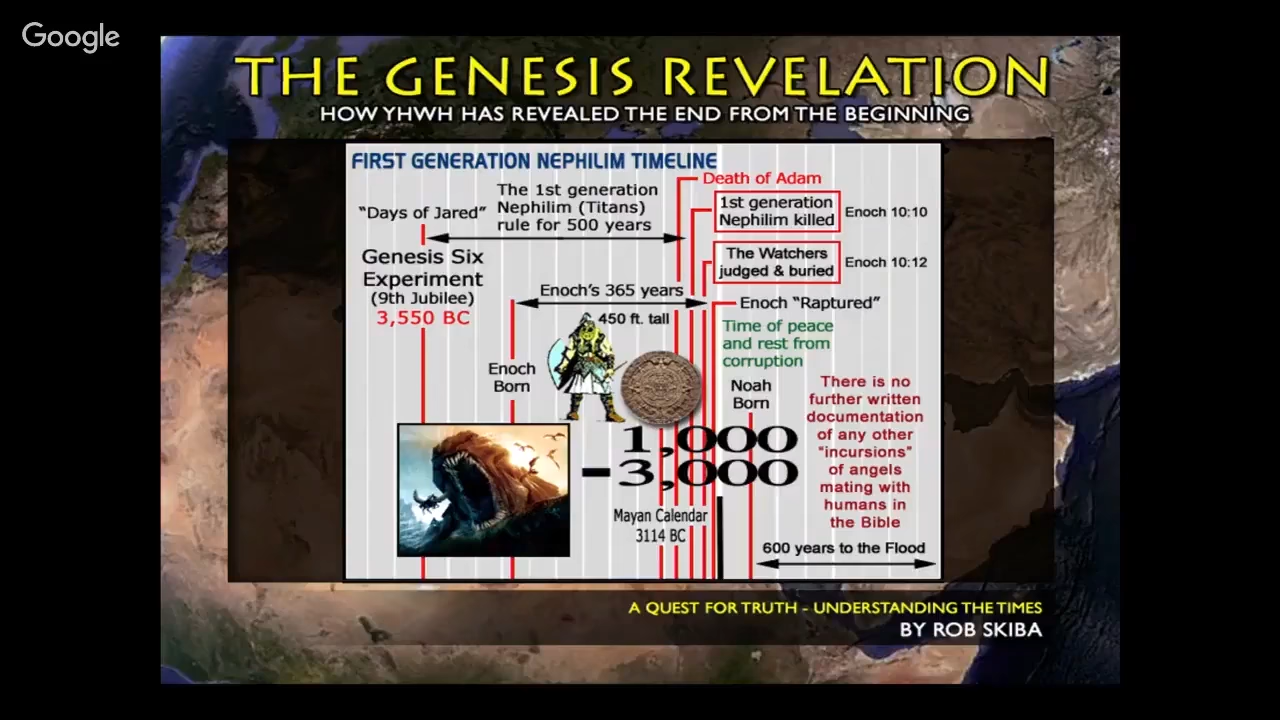 Google
THE GENESIS REVELATION
HOW YHWH HAS REVEALED THE END FROM THE BEGINNING
FIRST GENERATION NEPHILIM TIMELINE
"Days of Jared"
The 1st generation
Nephilim (Titans)
rule for 500 years
Death of Adam
1st generation
Nephilim killed
Enoch 10:10
The Watchers
judged & buried
Enoch 10:12
Genesis Six
Experiment
(9th Jubilee)
3,550 BC
Enoch's 365 years
Enoch "Raptured"
450 ft. tall
Time of peace
and rest from
corruption
Enoch
Born
Noah
Born
There is no
further written
documentation
of any other
"incursions"
of angels
mating with
humans in
the Bible
1,000
-3,000
Mayan Calendar
3114 BC
600 years to the Flood
A QUEST FOR TRUTH - UNDERSTANDING THE TIMES
BY ROB SKIBA